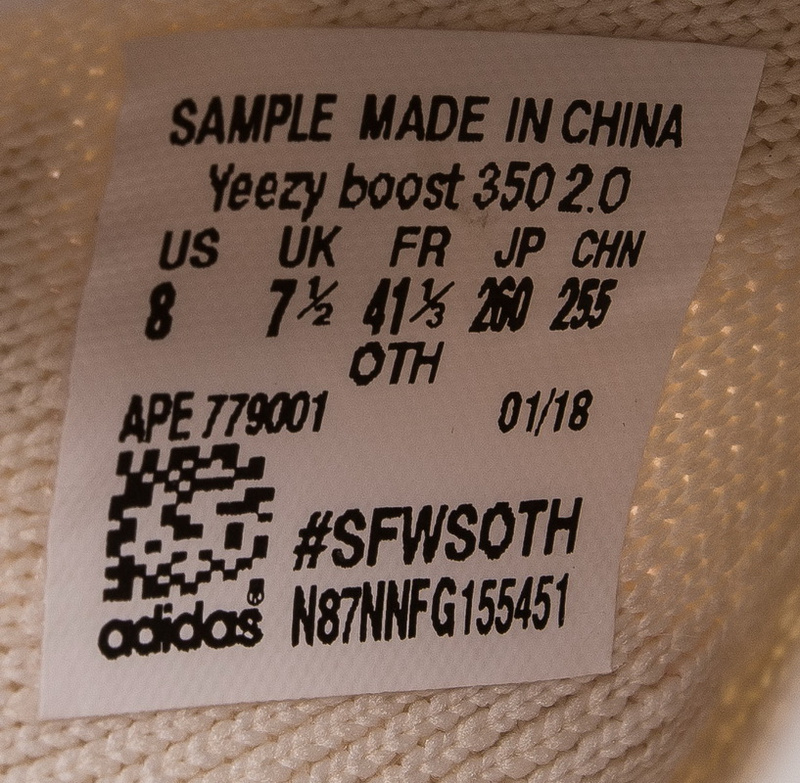 SAMPLE MADE IN CHINA
Yeezy boost 350 2.0
US UK FR JP CHN
8 7½ 41⅓ 260 255
OTH
APE 779001 01/18
#SFWSOTH
adidas N87NNFG155451